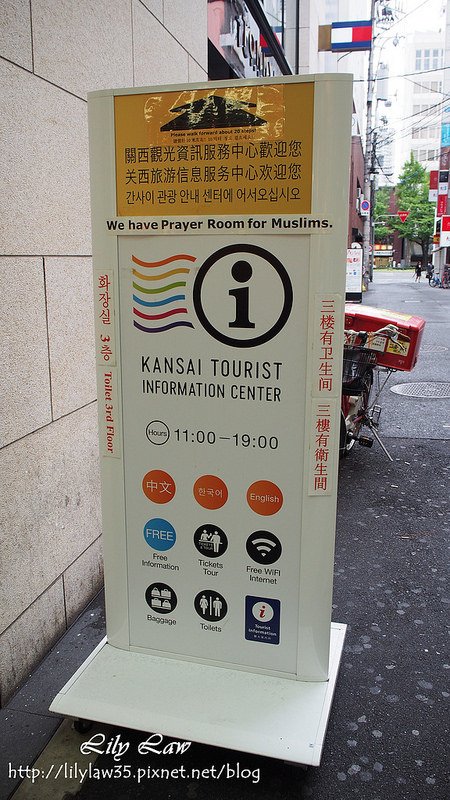 Please walk forward about 20 steps!
關西觀光資訊服務中心歡迎您
关西旅游信息服务中心欢迎您
간사이 관광 안내 센터에 어서오십시오
We have Prayer Room for Muslims.
i
화장실 3층 Toilet 3rd Floor
三楼有卫生间 三樓有衛生間
KANSAI TOURIST
INFORMATION CENTER
Hours 11:00－19:00
中文
한국어
English
FREE
Free
Information
Tickets
Tour
Free WiFi
Internet
Baggage
Toilets
i
Tourist
information
Lily Law
http://lilylaw35.pixnet.net/blog